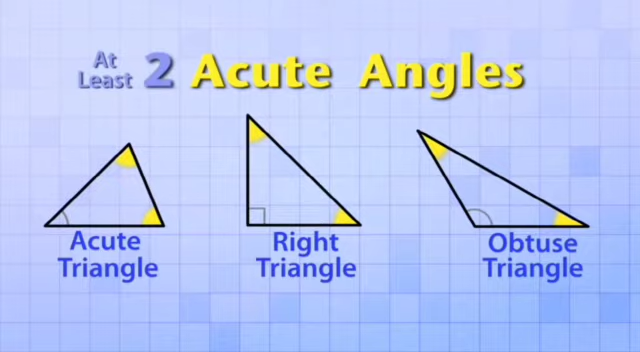 At Least 2 Acute Angles
Acute
Triangle
Right
Triangle
Obtuse
Triangle